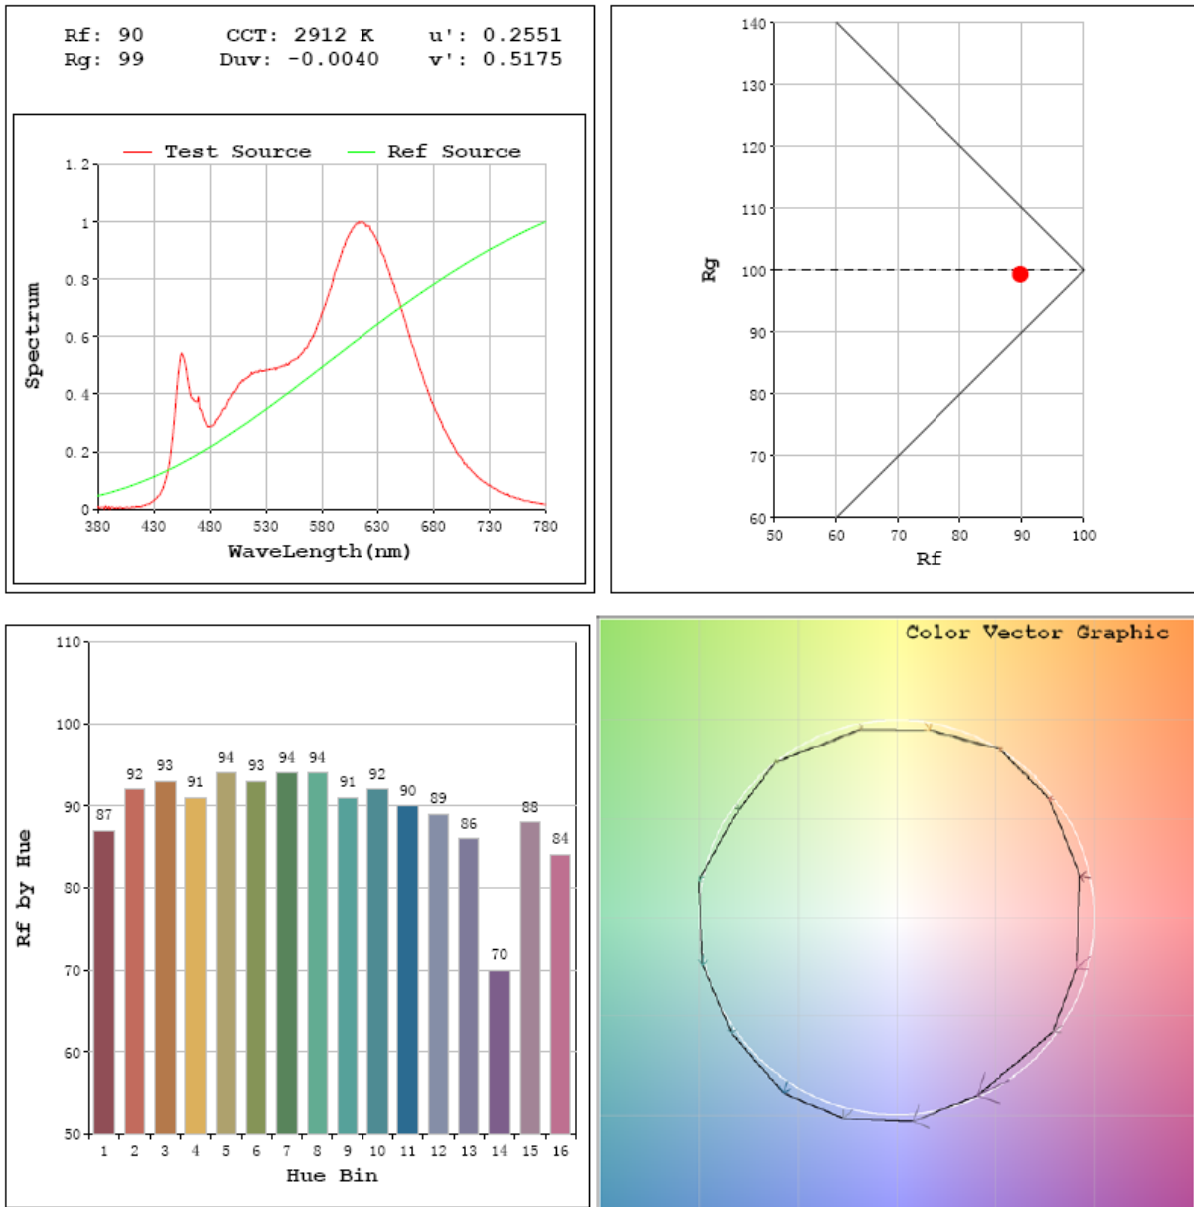 Rf: 90 CCT: 2912 K u': 0.2551
Rg: 99 Duv: -0.0040 v': 0.5175
Test Source Ref Source
1.2
1
0.8
0.6
0.4
0.2
0
Spectrum
380 430 480 530 580 630 680 730 780
WaveLength(nm)
140
130
120
110
100
90
80
70
60
Rg
50 60 70 80 90 100
Rf
110
100
90
80
70
60
50
Rf by Hue
87 92 93 91 94 93 94 94 91 92 90 89 86 70 88 84
1 2 3 4 5 6 7 8 9 10 11 12 13 14 15 16
Hue Bin
Color Vector Graphic